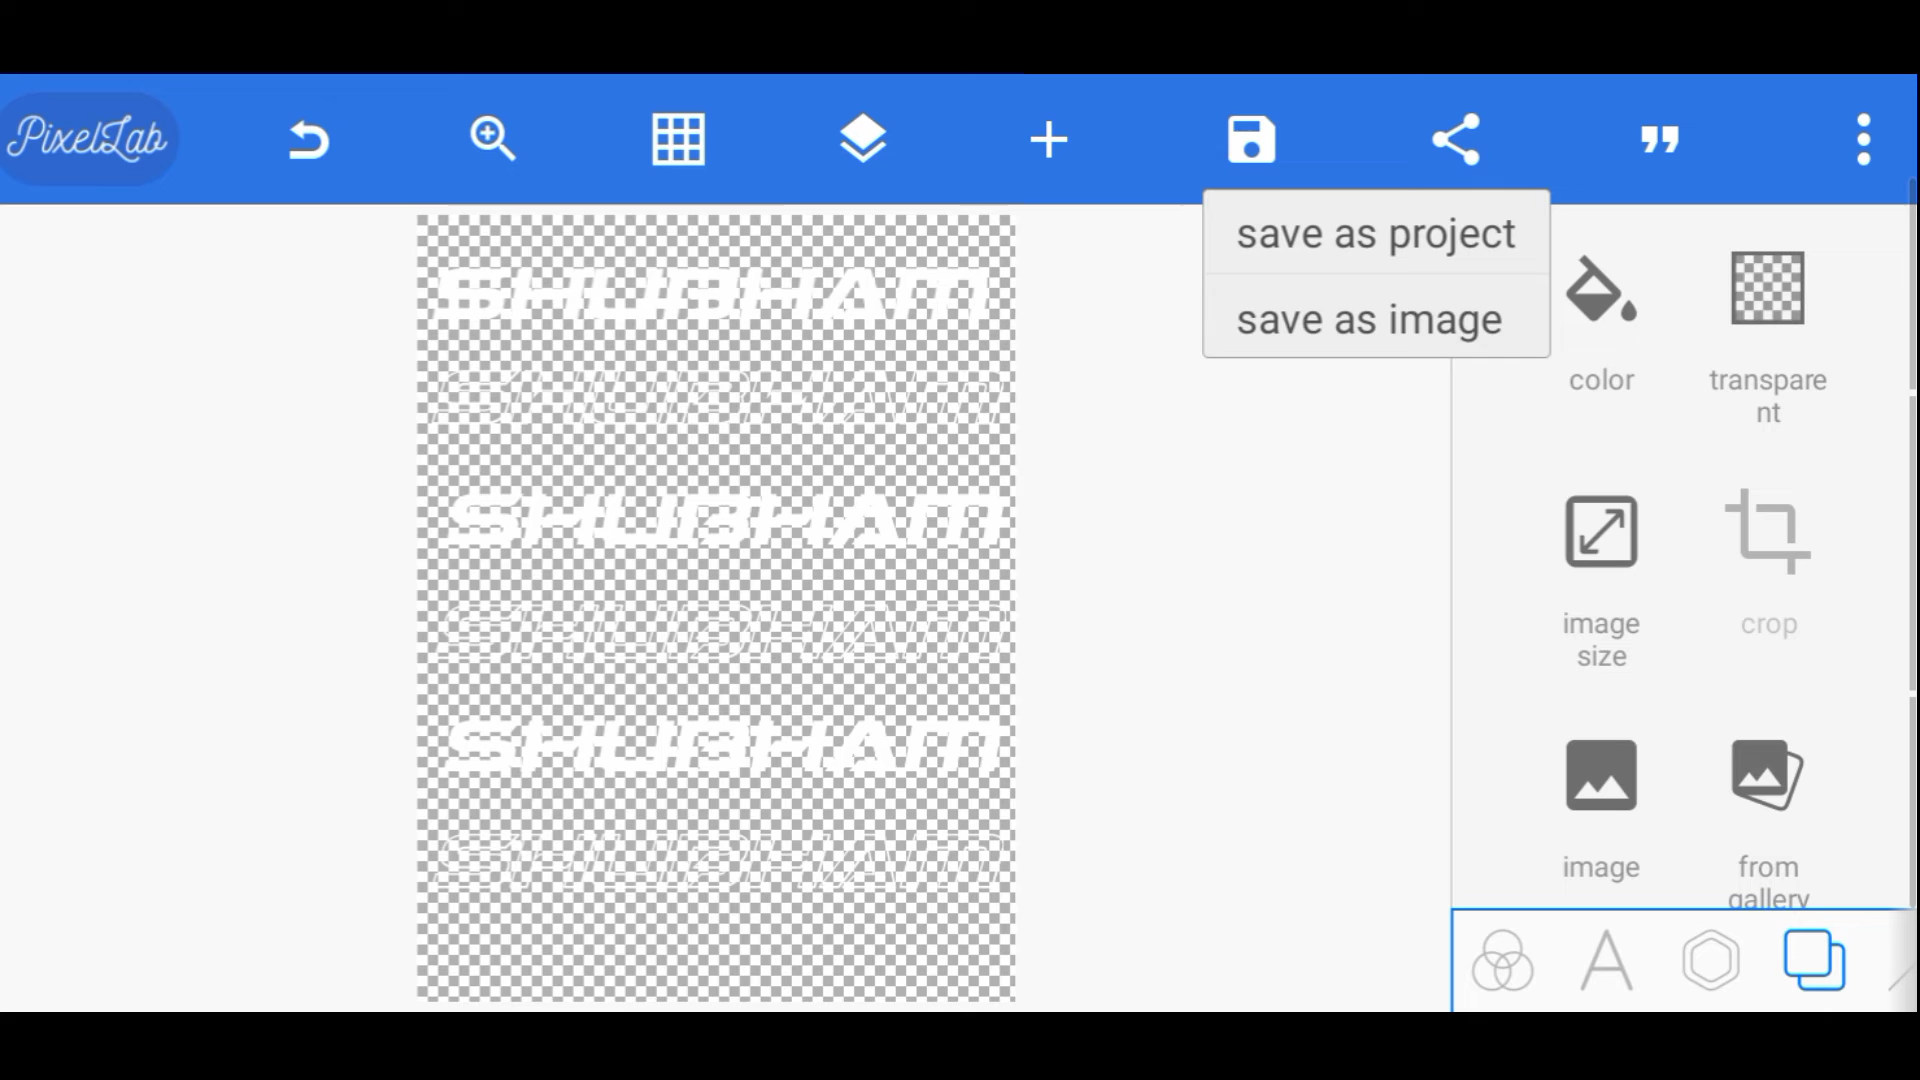 PixelLab
save as project
save as image
color
transpare
nt
image
size
crop
image
from
gallery
SHUBHAM
SHUBHAM
SHUBHAM
SHUBHAM
SHUBHAM
SHUBHAM